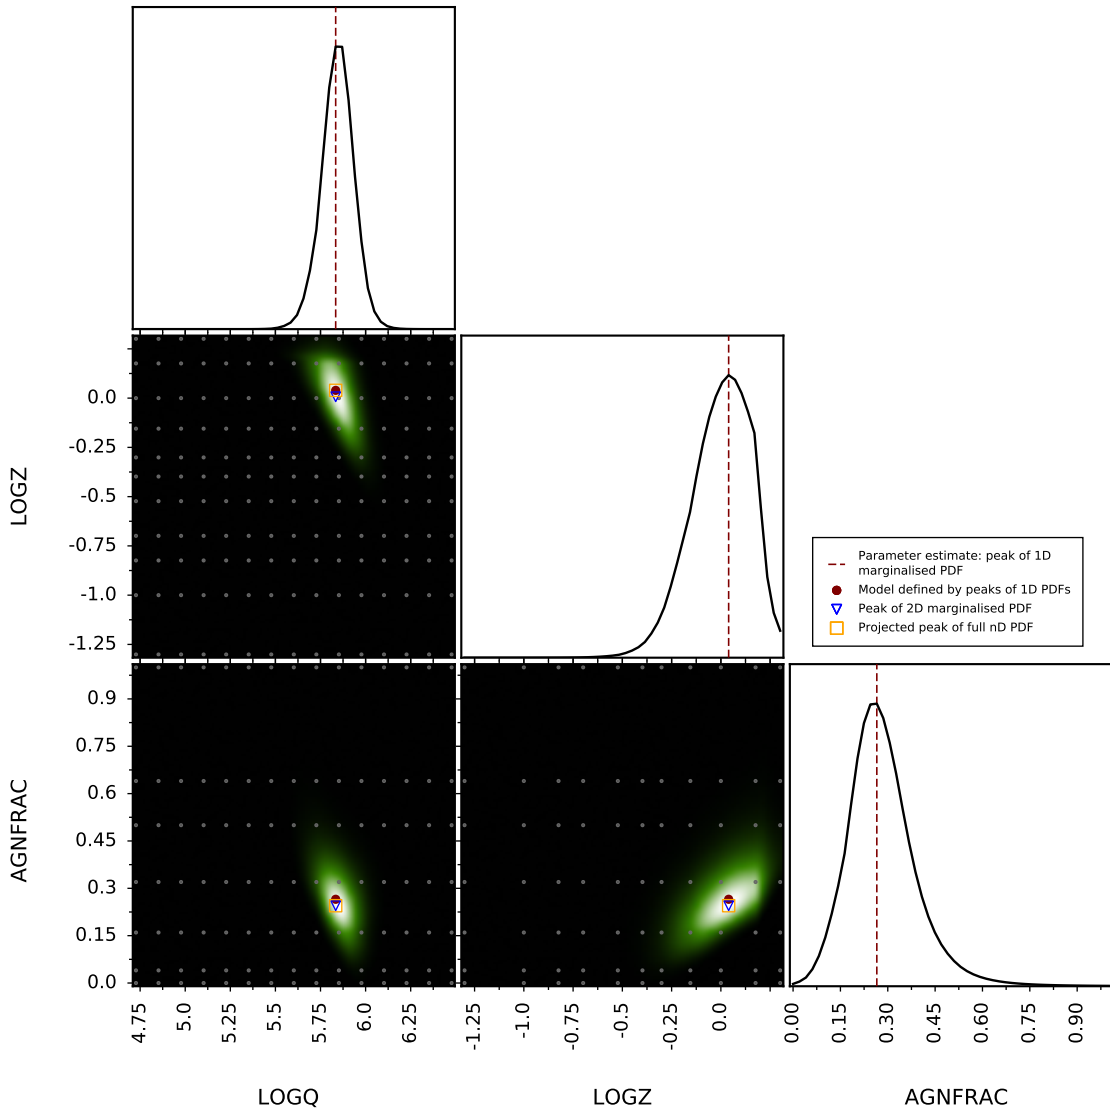 0.0
-0.25
-0.5
-0.75
-1.0
-1.25
LOGZ
Parameter estimate: peak of 1D
marginalised PDF
Model defined by peaks of 1D PDFs
Peak of 2D marginalised PDF
Projected peak of full nD PDF
0.9
0.75
0.6
0.45
0.3
0.15
0.0
AGNFRAC
4.75 5.0 5.25 5.5 5.75 6.0 6.25
-1.25 -1.0 -0.75 -0.5 -0.25 0.0
0.00 0.15 0.30 0.45 0.60 0.75 0.90
LOGQ
LOGZ
AGNFRAC